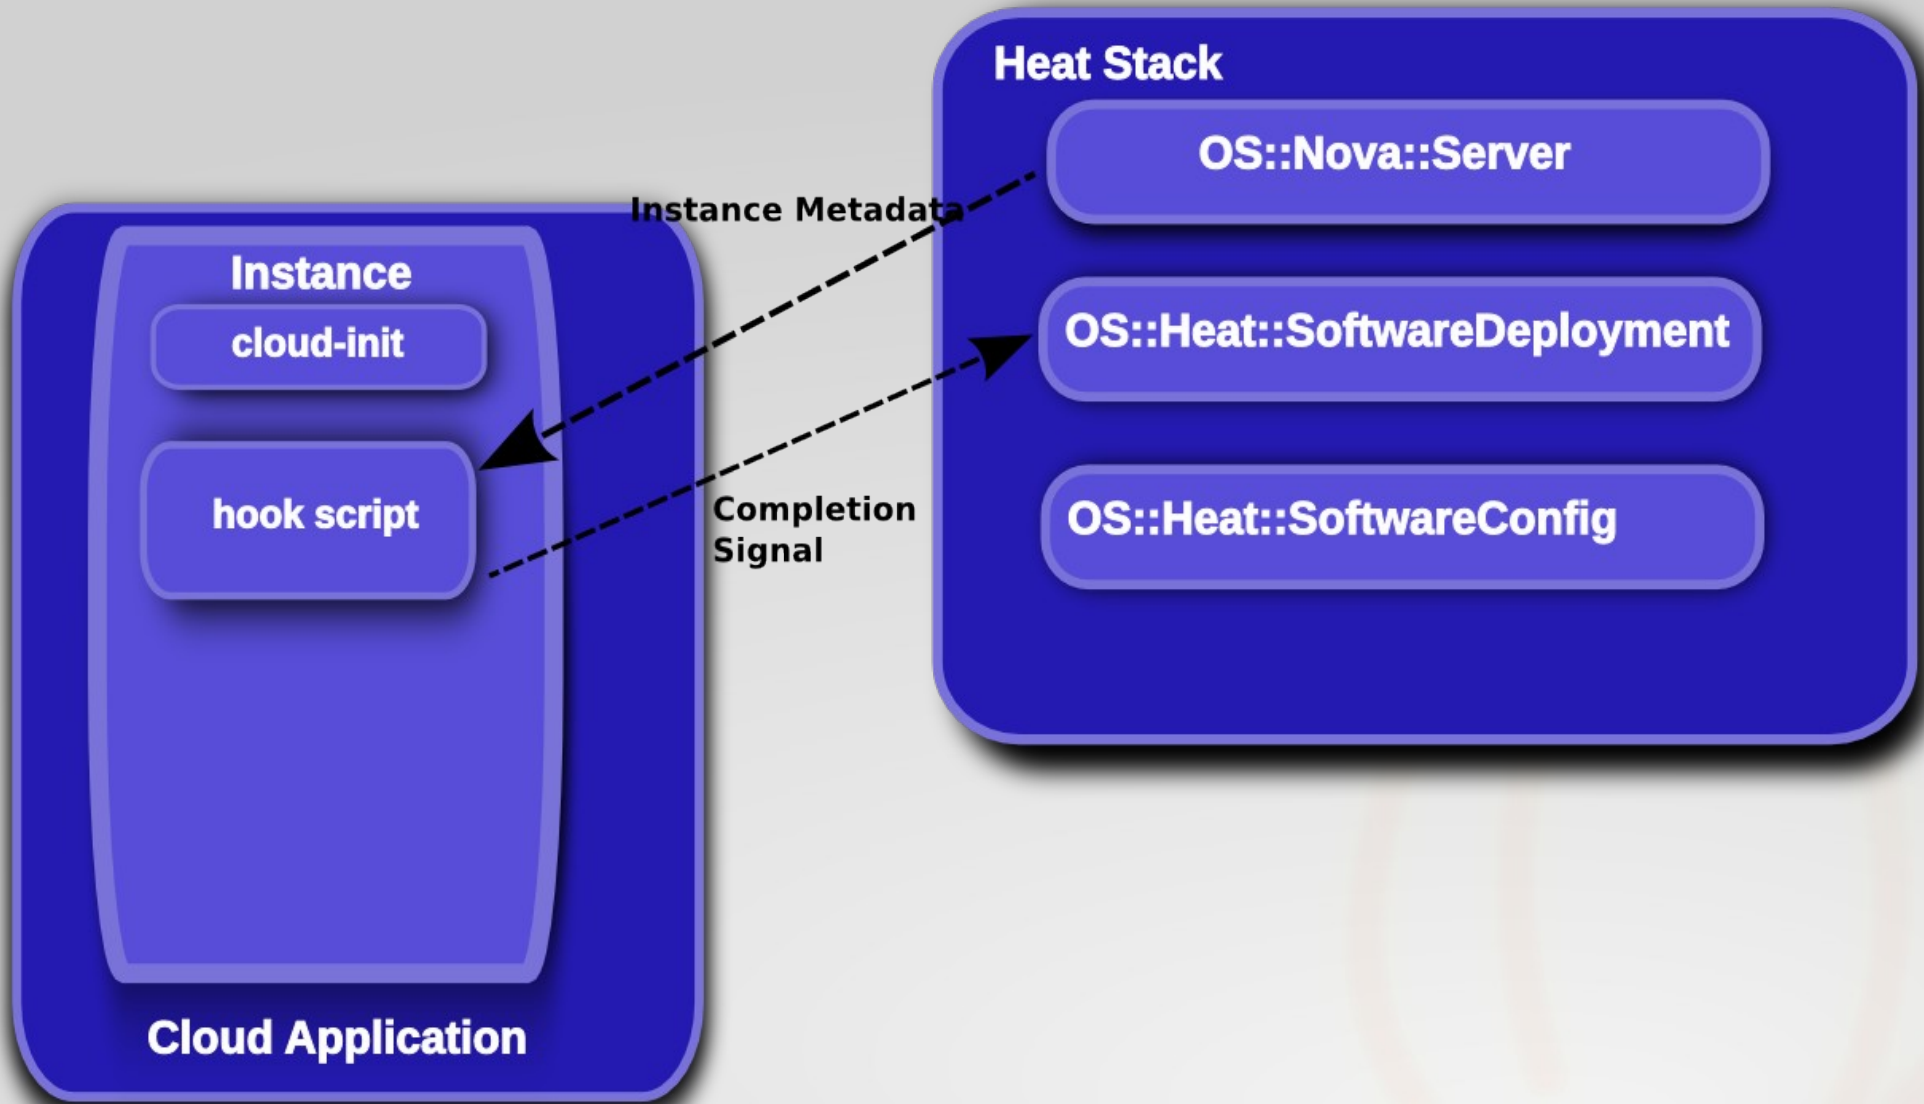 Heat Stack
OS::Nova::Server
Instance Metadata
Instance
cloud-init
OS::Heat::SoftwareDeployment
hook script
Completion
Signal
OS::Heat::SoftwareConfig
Cloud Application